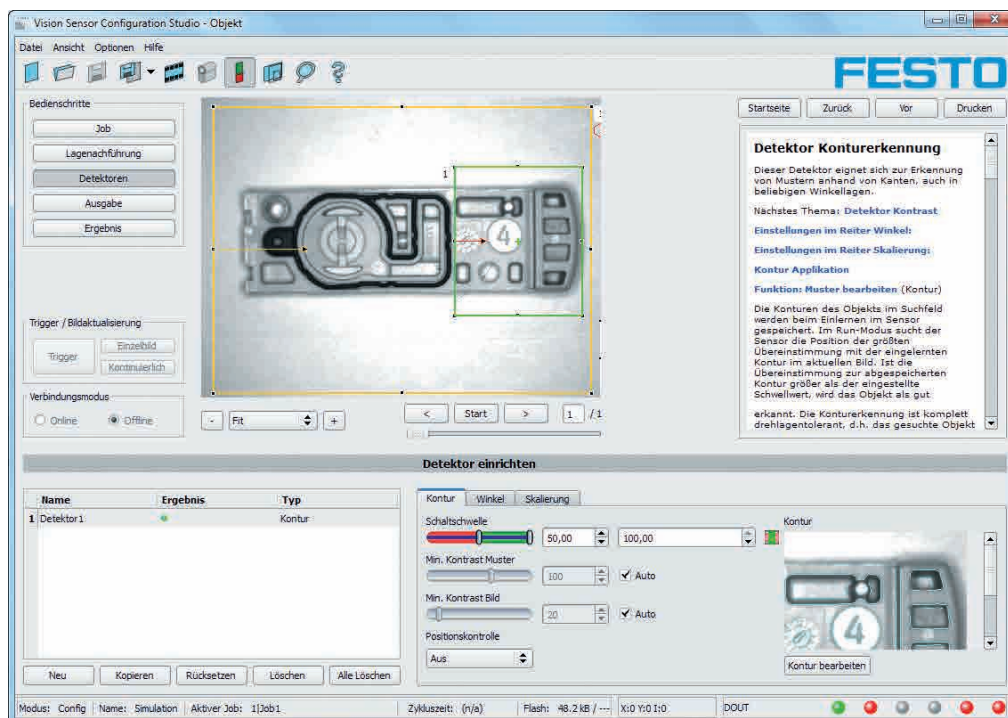 Vision Sensor Configuration Studio - Objekt
Datei Ansicht Optionen Hilfe
FESTO
Bedienschritte
Job
Lagenachführung
Detektoren
Ausgabe
Ergebnis
Trigger / Bildaktualisierung
Trigger
Einzelbild
Kontinuierlich
Verbindungsmodus
Online
Offline
1
4
-
Fit
+
<
Start
>
1
/ 1
Startseite
Zurück
Vor
Drucken
Detektor Konturerkennung
Dieser Detektor eignet sich zur Erkennung
von Mustern anhand von Kanten, auch in
beliebigen Winkellagen.
Nächstes Thema: Detektor Kontrast
Einstellungen im Reiter Winkel:
Einstellungen im Reiter Skalierung:
Kontur Applikation
Funktion: Muster bearbeiten (Kontur)
Die Konturen des Objekts im Suchfeld
werden beim Einlernen im Sensor
gespeichert. Im Run-Modus sucht der
Sensor die Position der größten
Übereinstimmung mit der eingelernten
Kontur im aktuellen Bild. Ist die
Übereinstimmung zur abgespeicherten
Kontur größer als der eingestellte
Schwellwert, wird das Objekt als gut
erkannt. Die Konturerkennung ist komplett
drehlagentolerant, d.h. das gesuchte Objekt
Detektor einrichten
Name Ergebnis Typ
1 Detektor1 Kontur
Neu
Kopieren
Rücksetzen
Löschen
Alle Löschen
Kontur
Winkel
Skalierung
Schaltschwelle
50,00
100,00
Min. Kontrast Muster
100
Auto
Min. Kontrast Bild
20
Auto
Positionskontrolle
Aus
Kontur
4
Kontur bearbeiten
Modus: Config Name: Simulation Aktiver Job: 1|Job1 Zykluszeit: (n/a) Flash: 48.2kB / --- X:0 Y:0 I:0 DOUT